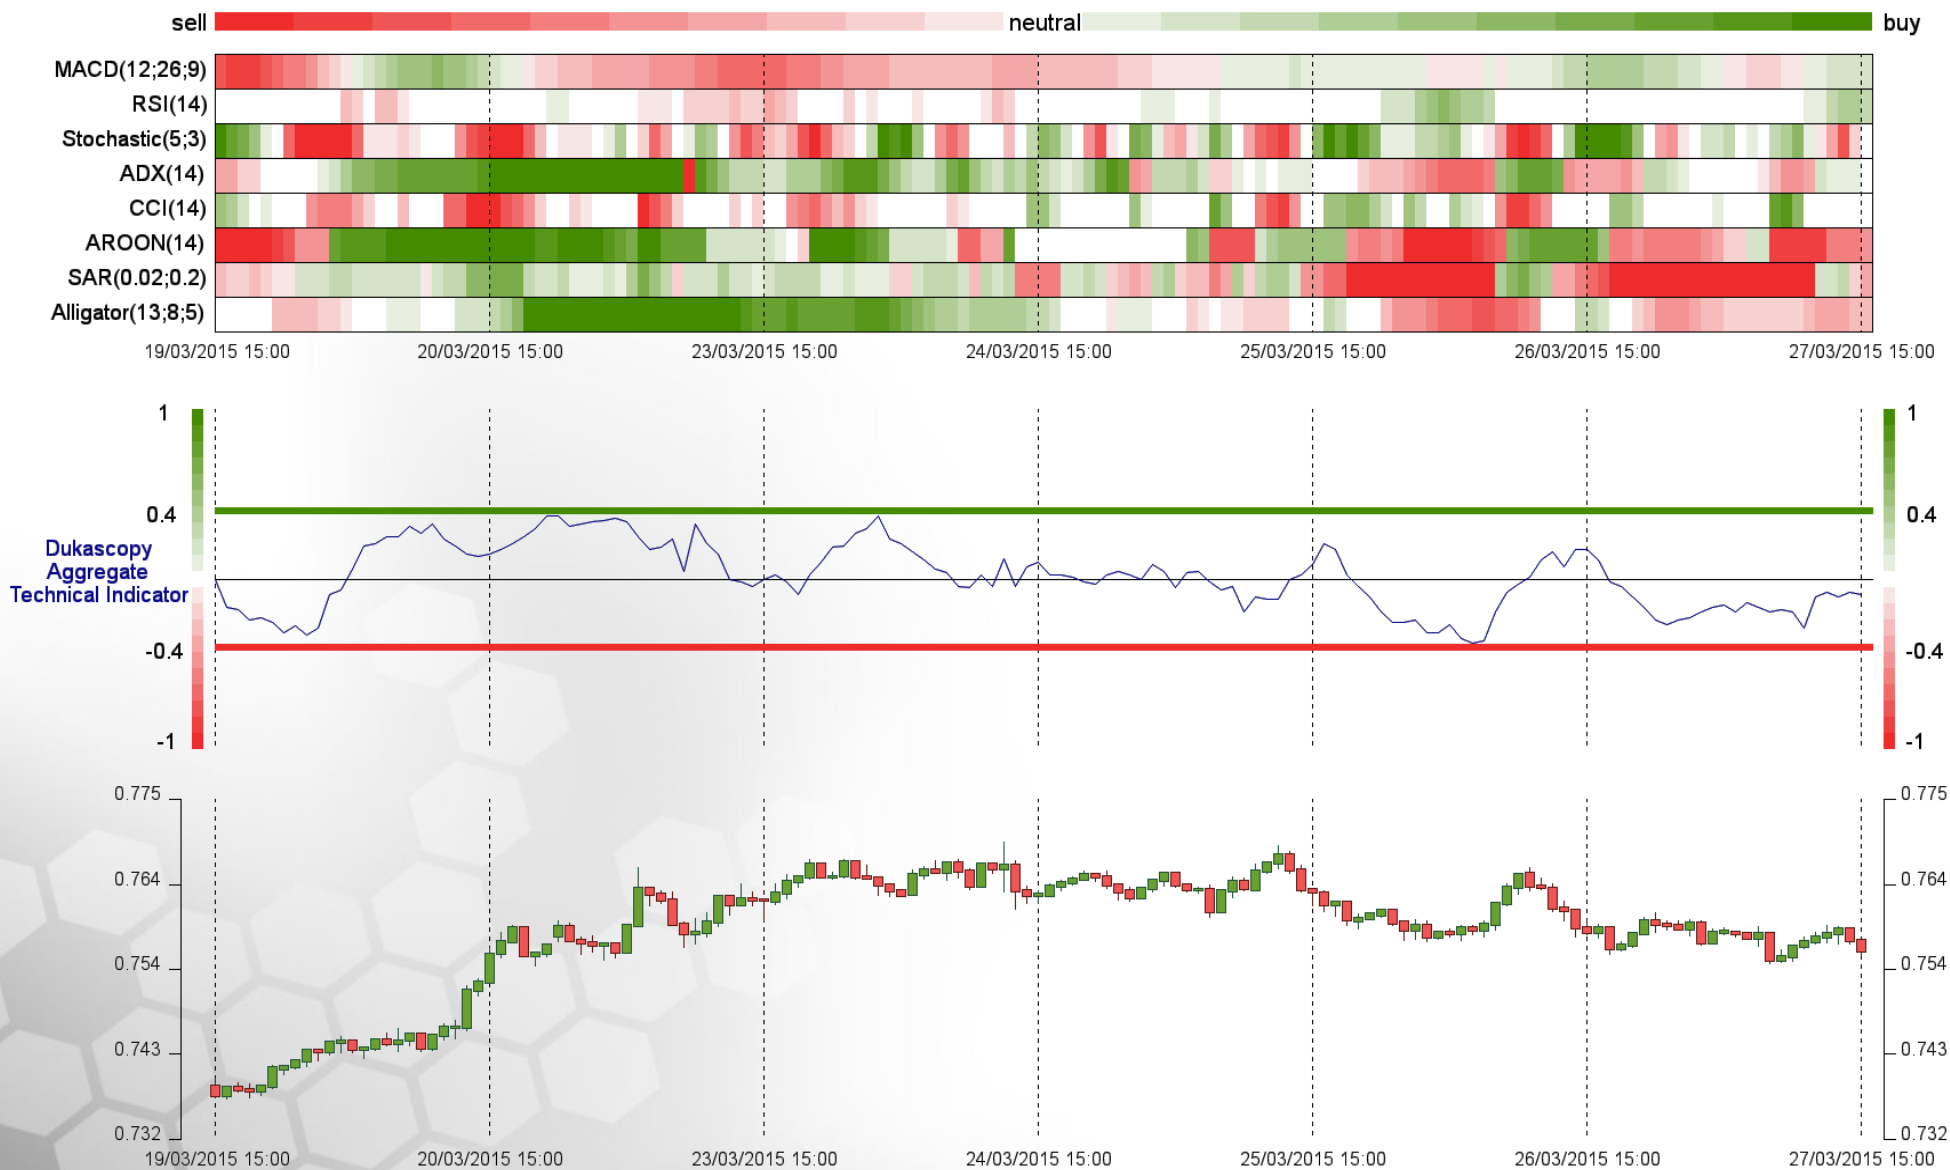 sell neutral buy
MACD(12;26;9)
RSI(14)
Stochastic(5;3)
ADX(14)
CCI(14)
AROON(14)
SAR(0.02;0.2)
Alligator(13;8;5)
19/03/2015 15:00 20/03/2015 15:00 23/03/2015 15:00 24/03/2015 15:00 25/03/2015 15:00 26/03/2015 15:00 27/03/2015 15:00
1 1
0.4 0.4
Dukascopy
Aggregate
Technical Indicator
-0.4 -0.4
-1 -1
0.775 0.775
0.764 0.764
0.754 0.754
0.743 0.743
0.732 0.732
19/03/2015 15:00 20/03/2015 15:00 23/03/2015 15:00 24/03/2015 15:00 25/03/2015 15:00 26/03/2015 15:00 27/03/2015 15:00